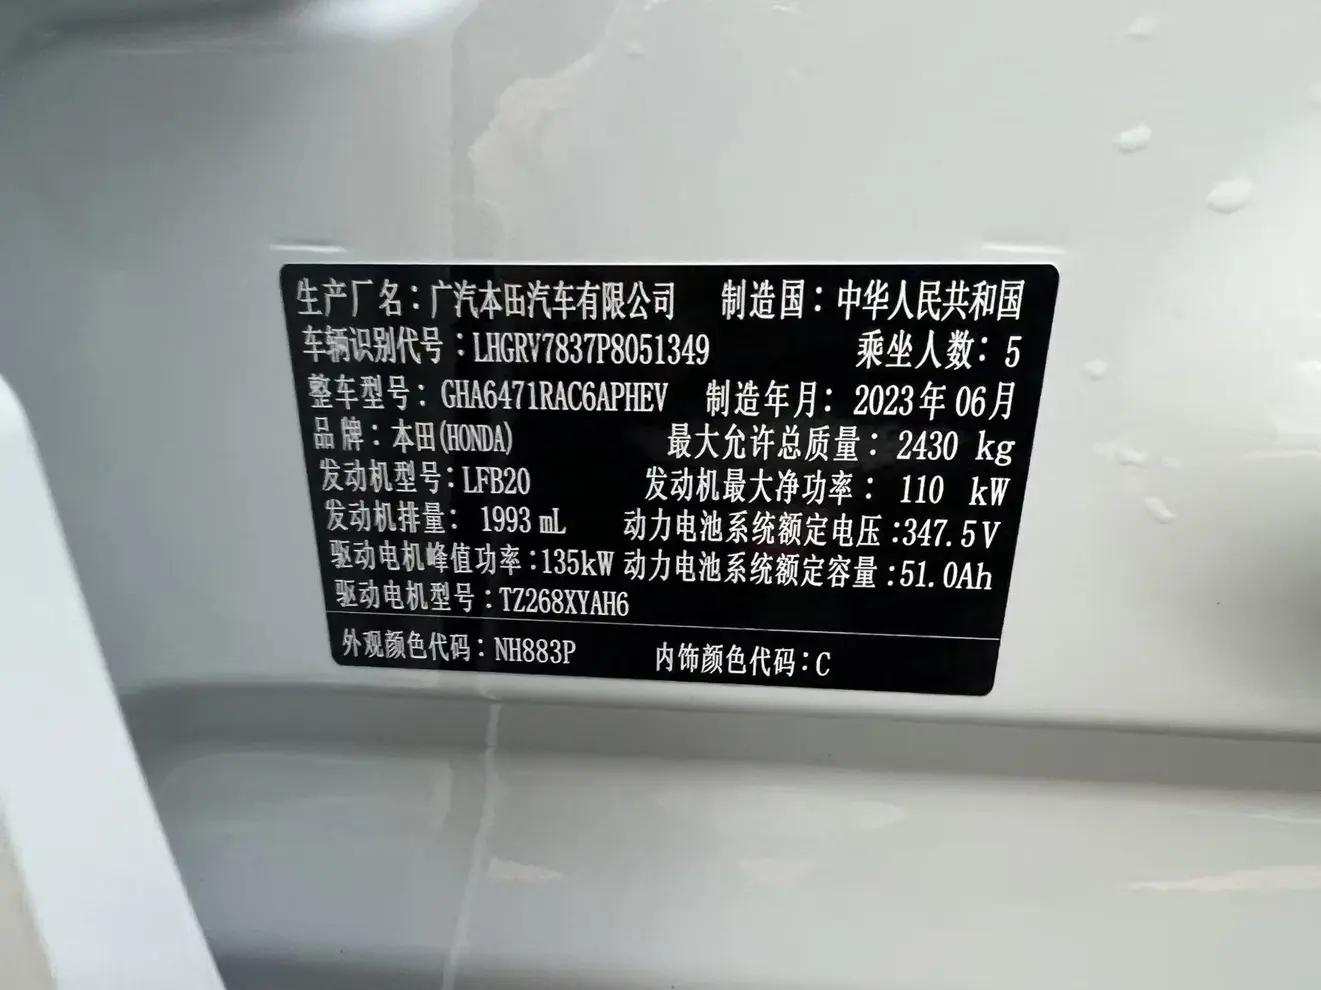 生产厂名：广汽本田汽车有限公司 制造国：中华人民共和国
车辆识别代号：LHGRV7837P8051349 乘坐人数：5
整车型号：GHA6471RAC6APHEV 制造年月：2023年06月
品牌：本田(HONDA) 最大允许总质量：2430 kg
发动机型号：LFB20 发动机最大净功率：110 kW
发动机排量：1993 mL 动力电池系统额定电压：347.5V
驱动电机峰值功率：135kW 动力电池系统额定容量：51.0Ah
驱动电机型号：TZ268XYAH6
外观颜色代码：NH883P 内饰颜色代码：C